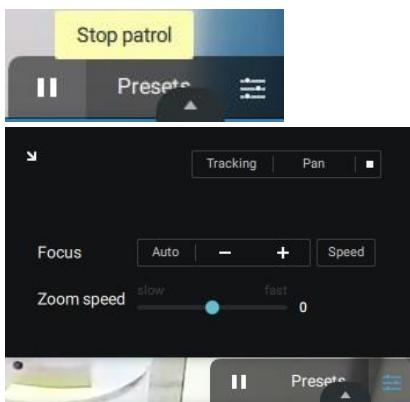 Stop patrol
Presets
Tracking Pan
Focus Auto Speed
Zoom speed slow fast 0
Presets